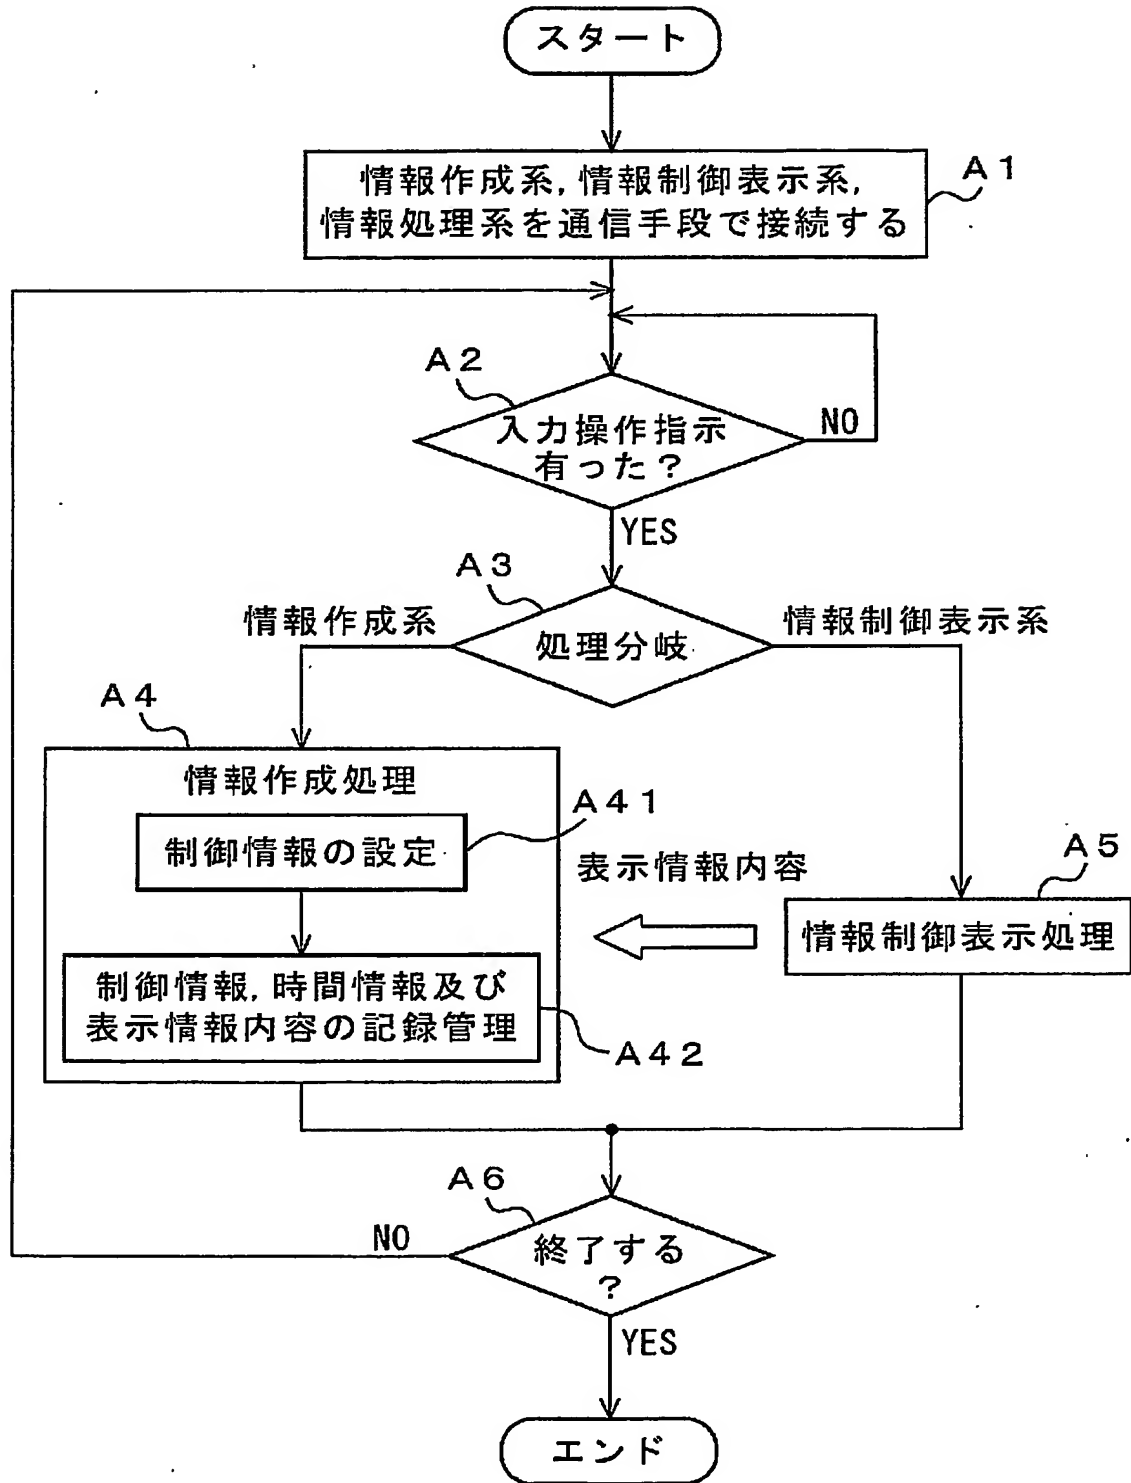 スタート
A1
情報作成系,情報制御表示系,
情報処理系を通信手段で接続する
A2
入力操作指示
有った?
NO
YES
A3
情報作成系
処理分岐
情報制御表示系
A4
情報作成処理
A41
制御情報の設定
表示情報内容
A5
情報制御表示処理
制御情報,時間情報及び
表示情報内容の記録管理
A42
A6
NO
終了する
?
YES
エンド